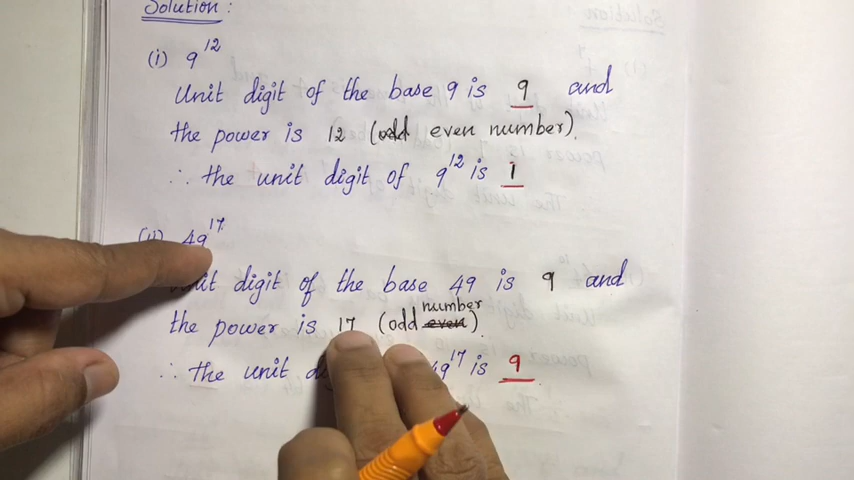 Solution :
(i) 9^12
Unit digit of the base 9 is 9 and
the power is 12 (odd even number).
∴ the unit digit of 9^12 is 1
49^17
digit of the base 49 is 9 and
number
the power is 17 (odd even).
∴ the unit 49^17 is 9